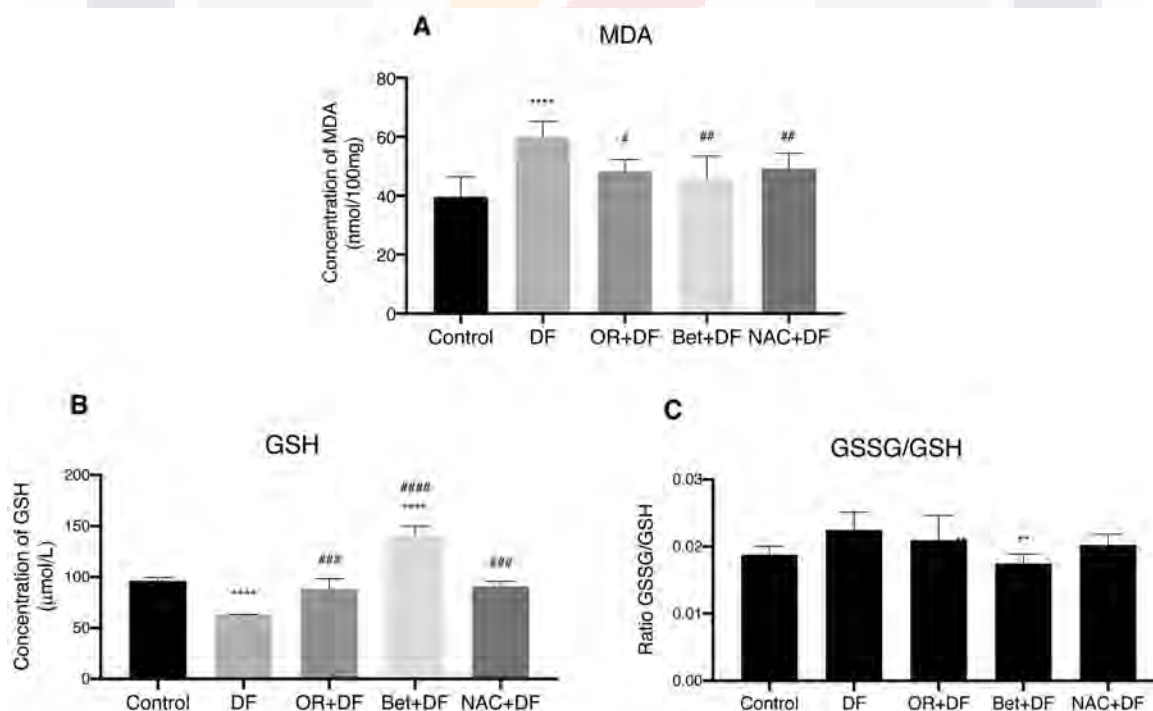 A
MDA
Concentration of MDA
(nmol/100mg)
80
60
40
20
0
****
#
##
##
Control DF OR+DF Bet+DF NAC+DF
B
GSH
Concentration of GSH
(µmol/L)
200
150
100
50
0
****
###
####
****
###
Control DF OR+DF Bet+DF NAC+DF
C
GSSG/GSH
Ratio GSSG/GSH
0.03
0.02
0.01
0.00
**
**
Control DF OR+DF Bet+DF NAC+DF